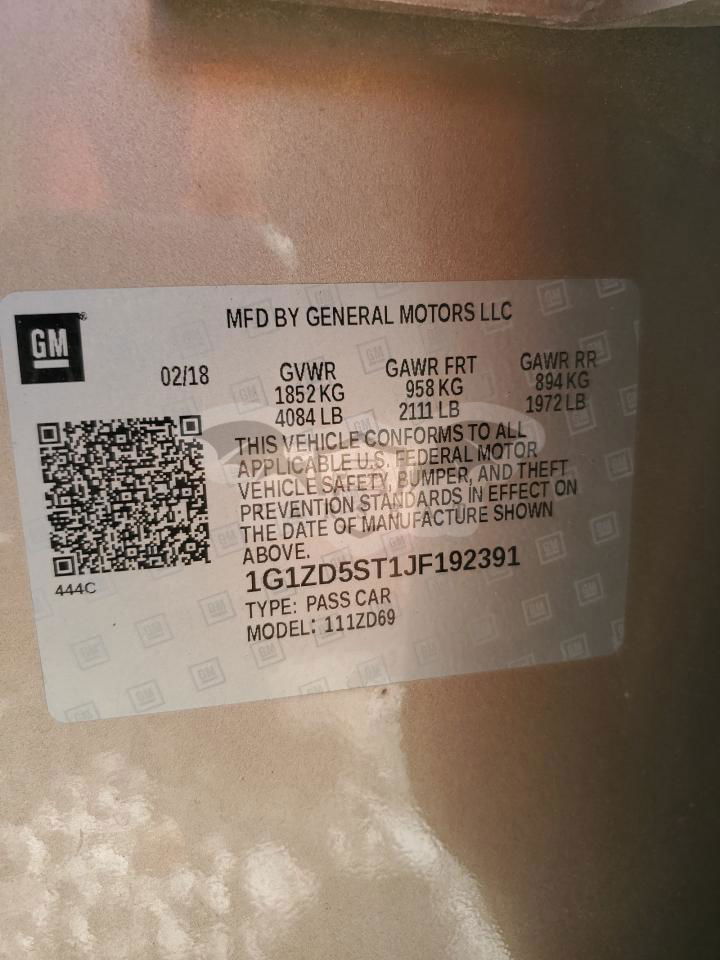 GM
MFD BY GENERAL MOTORS LLC
02/18
GVWR
1852 KG
4084 LB
GAWR FRT
958 KG
2111 LB
GAWR RR
894 KG
1972 LB
THIS VEHICLE CONFORMS TO ALL
APPLICABLE U.S. FEDERAL MOTOR
VEHICLE SAFETY, BUMPER, AND THEFT
PREVENTION STANDARDS IN EFFECT ON
THE DATE OF MANUFACTURE SHOWN
ABOVE.
444C
1G1ZD5ST1JF192391
TYPE: PASS CAR
MODEL: 111ZD69